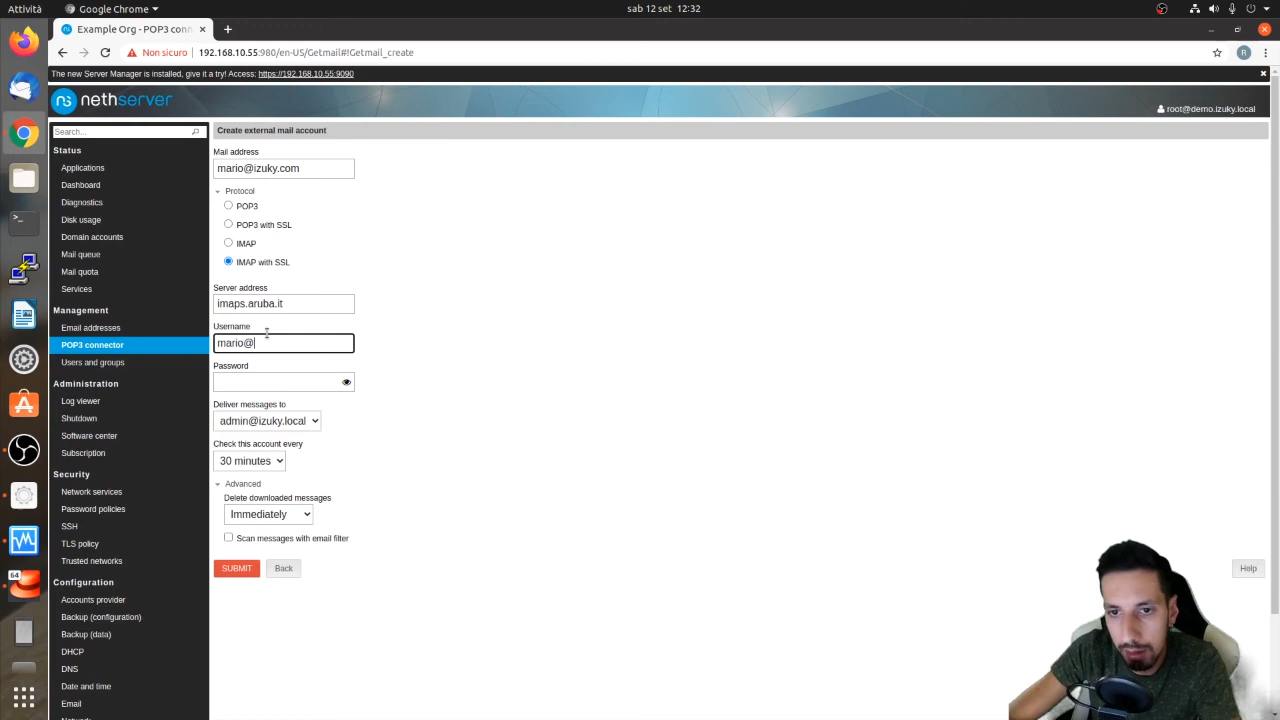 Attività
Google Chrome
sab 12 set 12:32
Example Org - POP3 conn
Non sicuro
192.168.10.55:980/en-US/Getmail#!Getmail_create
R
The new Server Manager is installed, give it a try! Access: https://192.168.10.55:9090
nethserver
root@demo.izuky.local
Search...
Status
Applications
Dashboard
Diagnostics
Disk usage
Domain accounts
Mail queue
Mail quota
Services
Management
Email addresses
POP3 connector
Users and groups
Administration
Log viewer
Shutdown
Software center
Subscription
Security
Network services
Password policies
SSH
TLS policy
Trusted networks
Configuration
Accounts provider
Backup (configuration)
Backup (data)
DHCP
DNS
Date and time
Email
Create external mail account
Mail address
mario@izuky.com
Protocol
POP3
POP3 with SSL
IMAP
IMAP with SSL
Server address
imaps.aruba.it
Username
mario@
Password
Deliver messages to
admin@izuky.local
Check this account every
30 minutes
Advanced
Delete downloaded messages
Immediately
Scan messages with email filter
SUBMIT
Back
Help
64